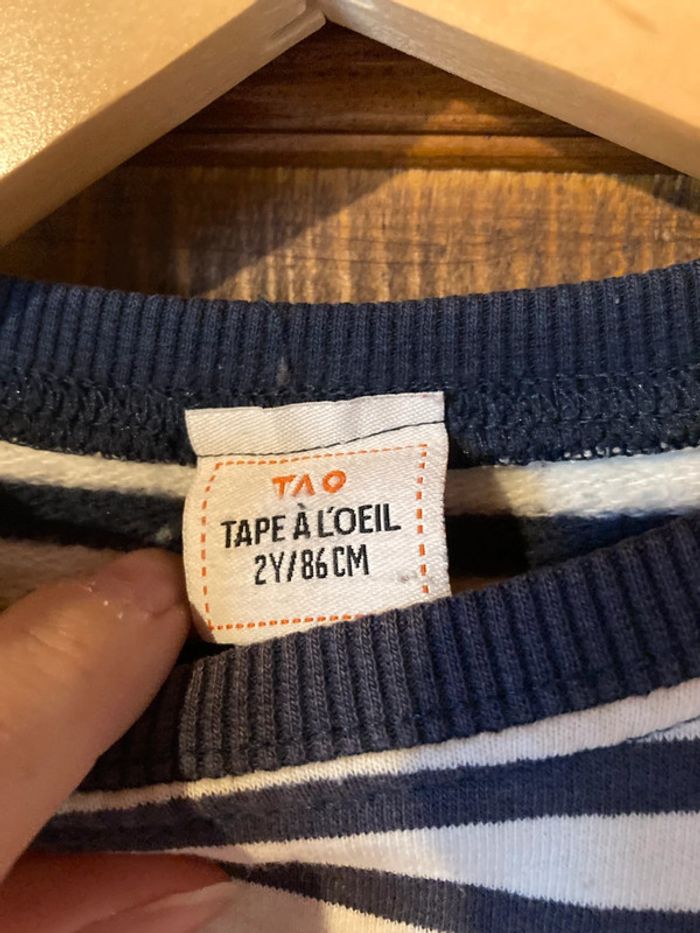 TAO
TAPE À L'OEIL
2Y/86CM